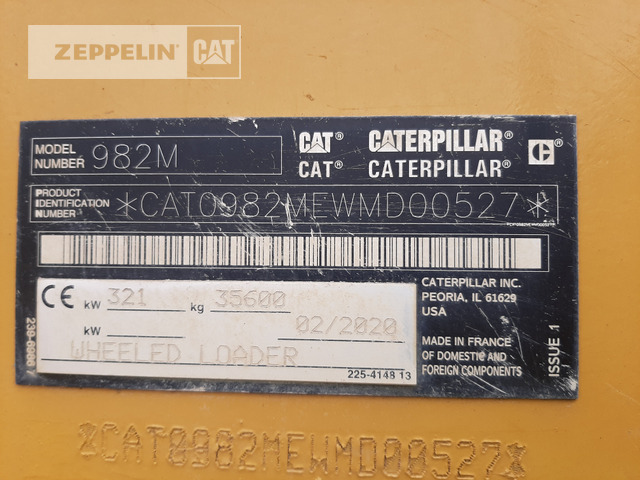 ZEPPELIN CAT
MODEL NUMBER 982M
CAT® CATERPILLAR®
CAT® CATERPILLAR®
C®
PRODUCT IDENTIFICATION NUMBER *CAT0982MEWMD00527*
CE kW 321 kg 35600
kW 02/2020
WHEELED LOADER
225-4148 13
CATERPILLAR INC.
PEORIA, IL 61629
USA
MADE IN FRANCE
OF DOMESTIC AND
FOREIGN COMPONENTS
ISSUE 1
*CAT0982MEWMD00527*